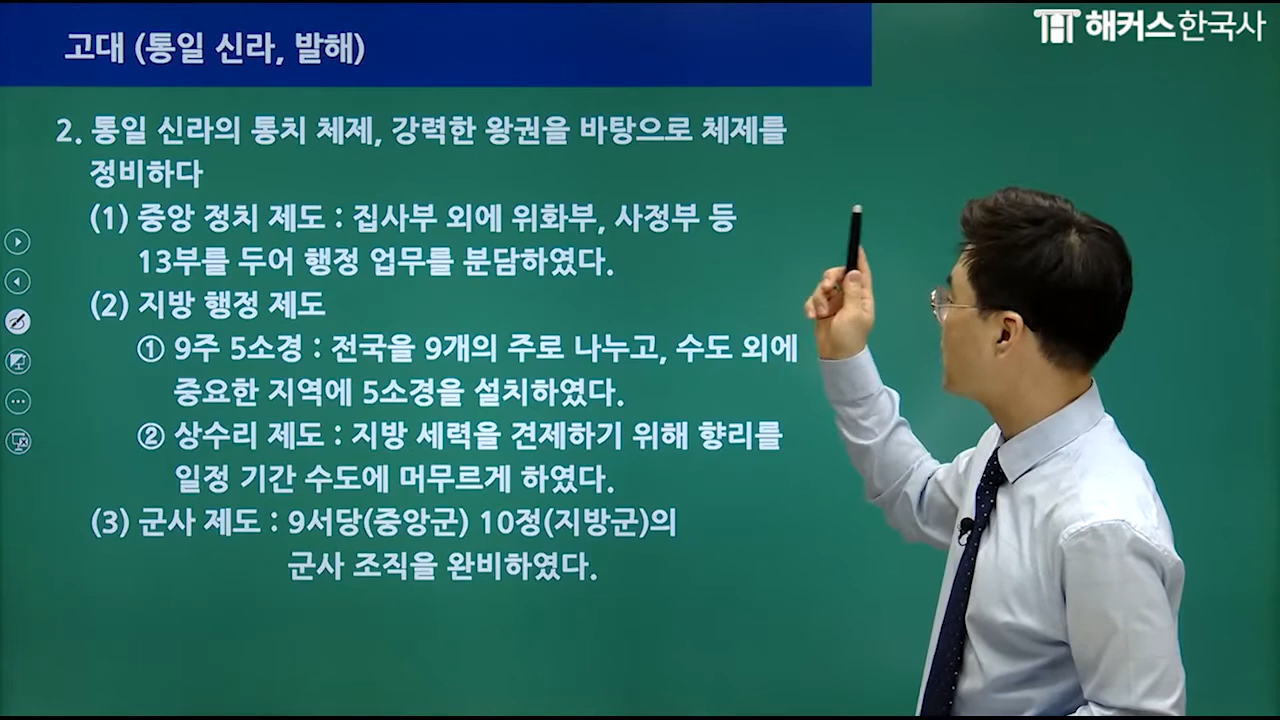 고대 (통일 신라, 발해)
해커스한국사
2. 통일 신라의 통치 체제, 강력한 왕권을 바탕으로 체제를
정비하다
(1) 중앙 정치 제도 : 집사부 외에 위화부, 사정부 등
13부를 두어 행정 업무를 분담하였다.
(2) 지방 행정 제도
① 9주 5소경 : 전국을 9개의 주로 나누고, 수도 외에
중요한 지역에 5소경을 설치하였다.
② 상수리 제도 : 지방 세력을 견제하기 위해 향리를
일정 기간 수도에 머무르게 하였다.
(3) 군사 제도 : 9서당(중앙군) 10정(지방군)의
군사 조직을 완비하였다.